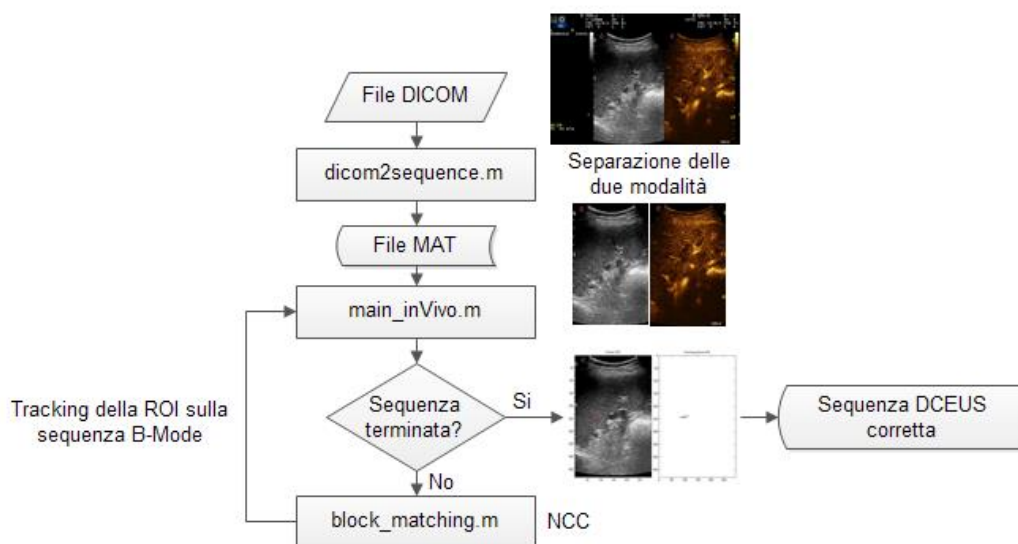 File DICOM
dicom2sequence.m
Separazione delle
due modalità
File MAT
main_inVivo.m
Tracking della ROI sulla
sequenza B-Mode
Sequenza
terminata?
Si
Sequenza DCEUS
corretta
No
block_matching.m
NCC